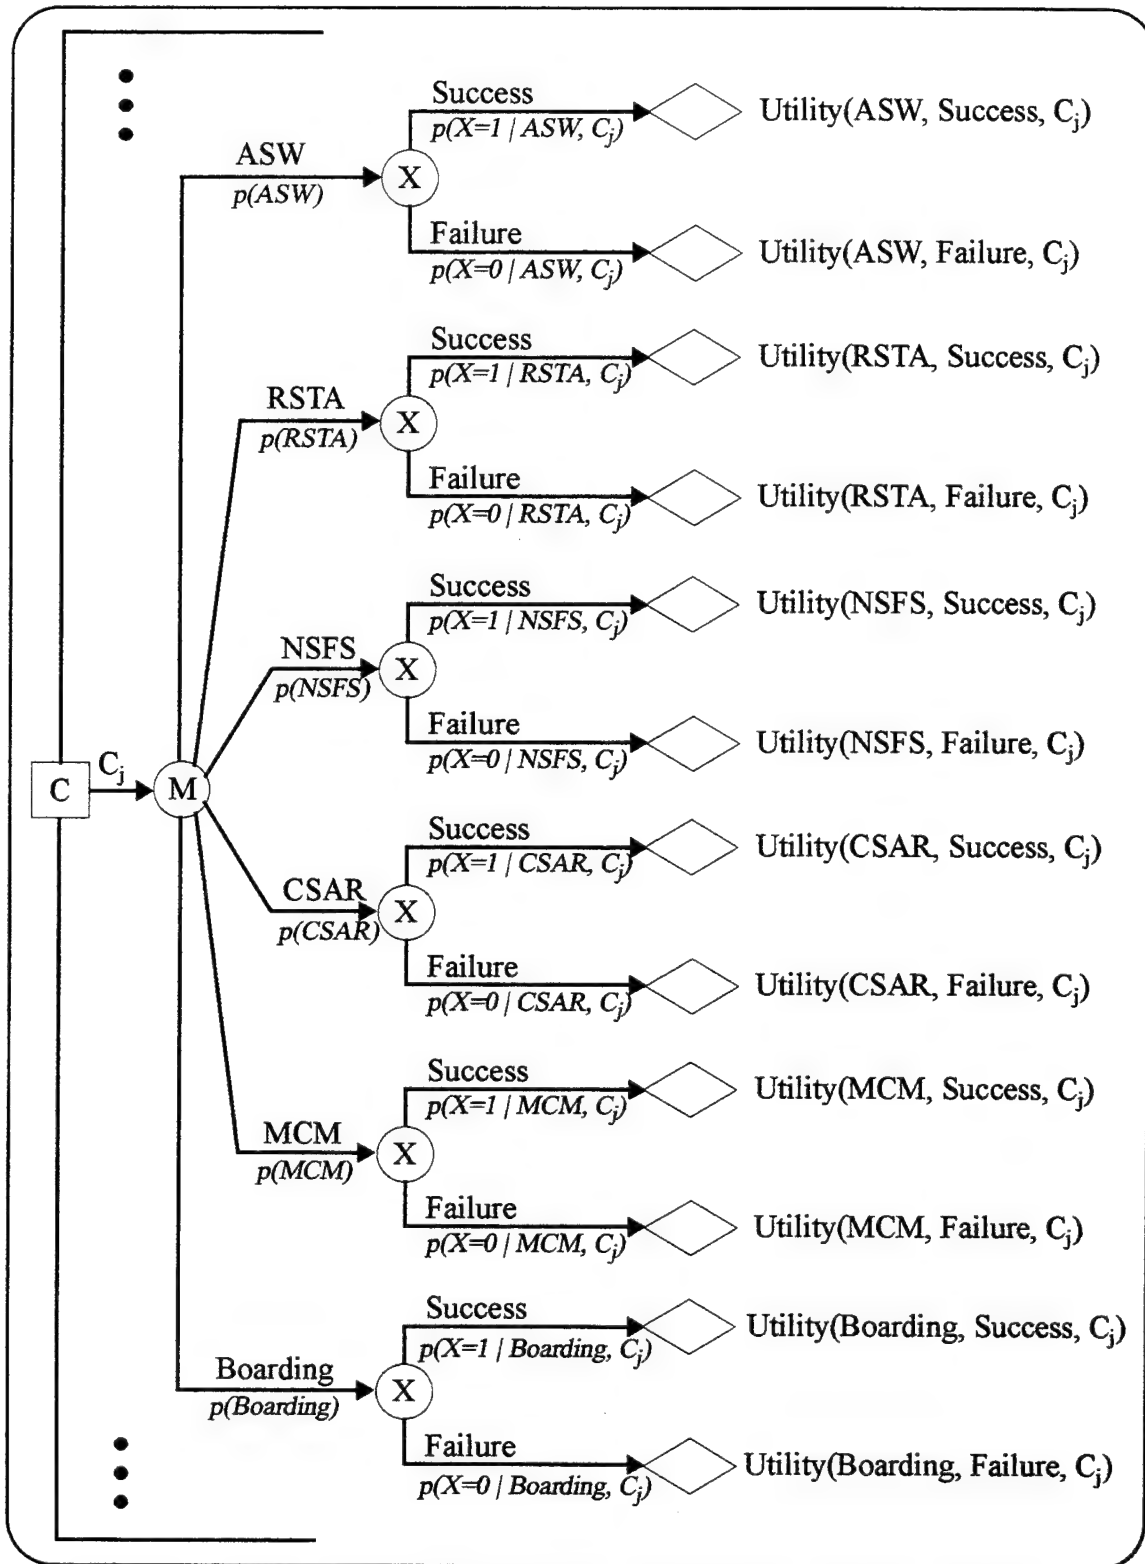 Success
p(X=1 | ASW, Cj)
Utility(ASW, Success, Cj)
ASW
p(ASW)
X
Failure
p(X=0 | ASW, Cj)
Utility(ASW, Failure, Cj)
Success
p(X=1 | RSTA, Cj)
Utility(RSTA, Success, Cj)
RSTA
p(RSTA)
X
Failure
p(X=0 | RSTA, Cj)
Utility(RSTA, Failure, Cj)
Success
p(X=1 | NSFS, Cj)
Utility(NSFS, Success, Cj)
NSFS
p(NSFS)
X
Failure
p(X=0 | NSFS, Cj)
Utility(NSFS, Failure, Cj)
C
Cj
M
Success
p(X=1 | CSAR, Cj)
Utility(CSAR, Success, Cj)
CSAR
p(CSAR)
X
Failure
p(X=0 | CSAR, Cj)
Utility(CSAR, Failure, Cj)
Success
p(X=1 | MCM, Cj)
Utility(MCM, Success, Cj)
MCM
p(MCM)
X
Failure
p(X=0 | MCM, Cj)
Utility(MCM, Failure, Cj)
Success
p(X=1 | Boarding, Cj)
Utility(Boarding, Success, Cj)
Boarding
p(Boarding)
X
Failure
p(X=0 | Boarding, Cj)
Utility(Boarding, Failure, Cj)